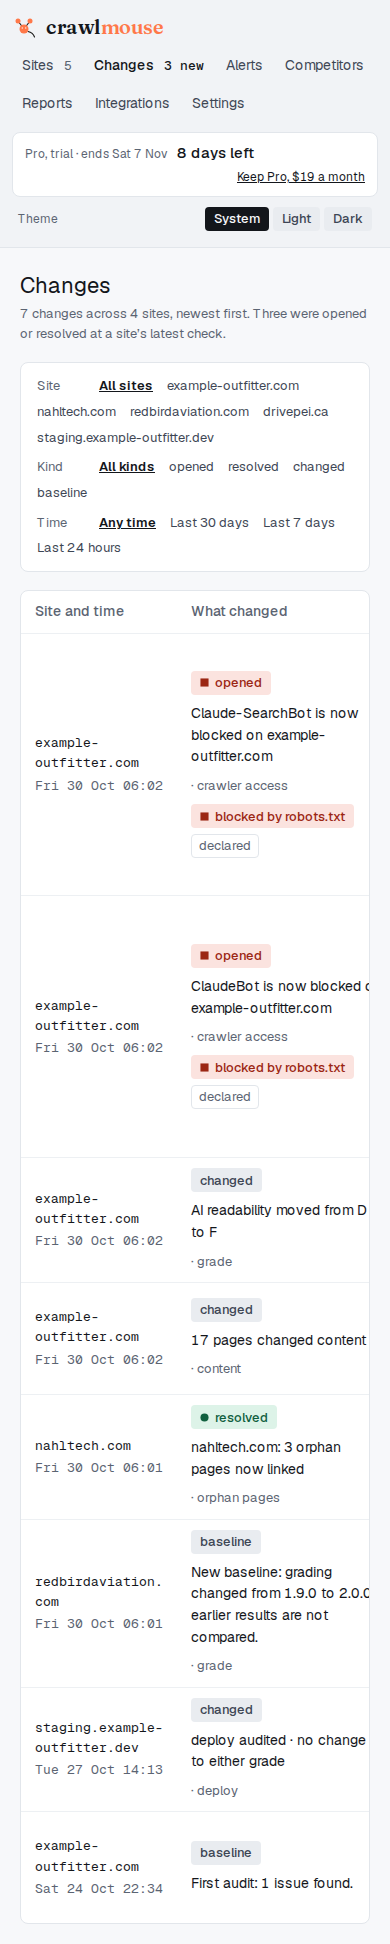 crawlmouse
Sites 5 Changes 3 new Alerts Competitors
Reports Integrations Settings
Pro, trial · ends Sat 7 Nov 8 days left
Keep Pro, $19 a month
Theme System Light Dark
Changes
7 changes across 4 sites, newest first. Three were opened
or resolved at a site's latest check.
Site All sites example-outfitter.com
nahltech.com redbirdaviation.com drivepei.ca
staging.example-outfitter.dev
Kind All kinds opened resolved changed
baseline
Time Any time Last 30 days Last 7 days
Last 24 hours
Site and time What changed
example-
outfitter.com
Fri 30 Oct 06:02
opened
Claude-SearchBot is now
blocked on example-
outfitter.com
· crawler access
blocked by robots.txt
declared
example-
outfitter.com
Fri 30 Oct 06:02
opened
ClaudeBot is now blocked
example-outfitter.com
· crawler access
blocked by robots.txt
declared
example-
outfitter.com
Fri 30 Oct 06:02
changed
AI readability moved from D
to F
· grade
example-
outfitter.com
Fri 30 Oct 06:02
changed
17 pages changed content
· content
nahltech.com
Fri 30 Oct 06:01
resolved
nahltech.com: 3 orphan
pages now linked
· orphan pages
redbirdaviation.
com
Fri 30 Oct 06:01
baseline
New baseline: grading
changed from 1.9.0 to 2.0.0
earlier results are not
compared.
· grade
staging.example-
outfitter.dev
Tue 27 Oct 14:13
changed
deploy audited · no change
to either grade
· deploy
example-
outfitter.com
Sat 24 Oct 22:34
baseline
First audit: 1 issue found.